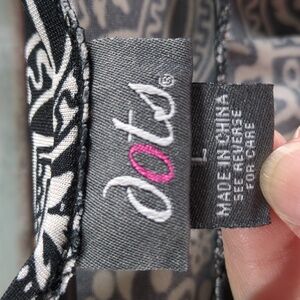 dots®
L
MADE IN CHINA
SEE REVERSE
FOR CARE